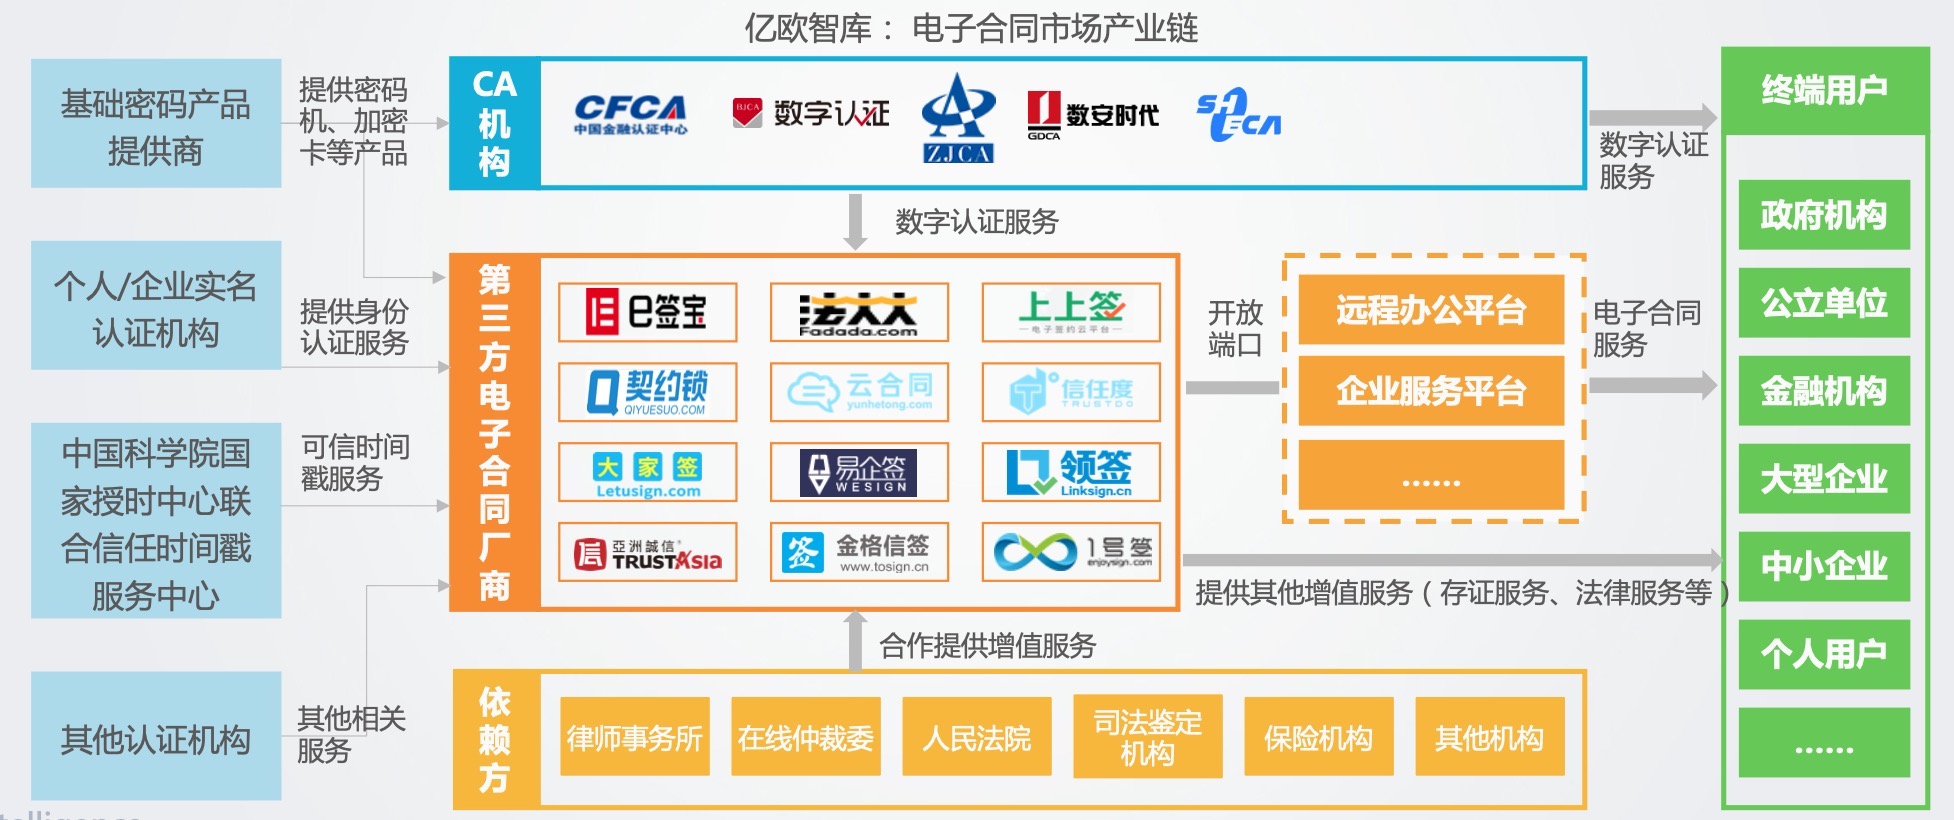 亿欧智库： 电子合同市场产业链
基础密码产品
提供商
提供密码
机、加密
卡等产品
个人/企业实名
认证机构
提供身份
认证服务
中国科学院国
家授时中心联
合信任时间戳
服务中心
可信时间
戳服务
其他认证机构
其他相关
服务
CA
机
构
CFCA
中国金融认证中心
BJCA
数字认证
ZJCA
GDCA
数安时代
SHECA
数字认证服务
第
三
方
电
子
合
同
厂
商
e签宝
法大大
Fadada.com
上上签
电子签约云平台
契约锁
QIYUESUO.COM
云合同
yunhetong.com
信任度
TRUSTDO
大家签
Letusign.com
易企签
WESIGN
领签
Linksign.cn
信
亞洲誠信®
TRUSTAsia
签
金格信签
www.tosign.cn
1号签
enjoysign.com
合作提供增值服务
依
赖
方
律师事务所
在线仲裁委
人民法院
司法鉴定
机构
保险机构
其他机构
开放
端口
远程办公平台
企业服务平台
……
数字认证
服务
电子合同
服务
提供其他增值服务（存证服务、法律服务等）
终端用户
政府机构
公立单位
金融机构
大型企业
中小企业
个人用户
……